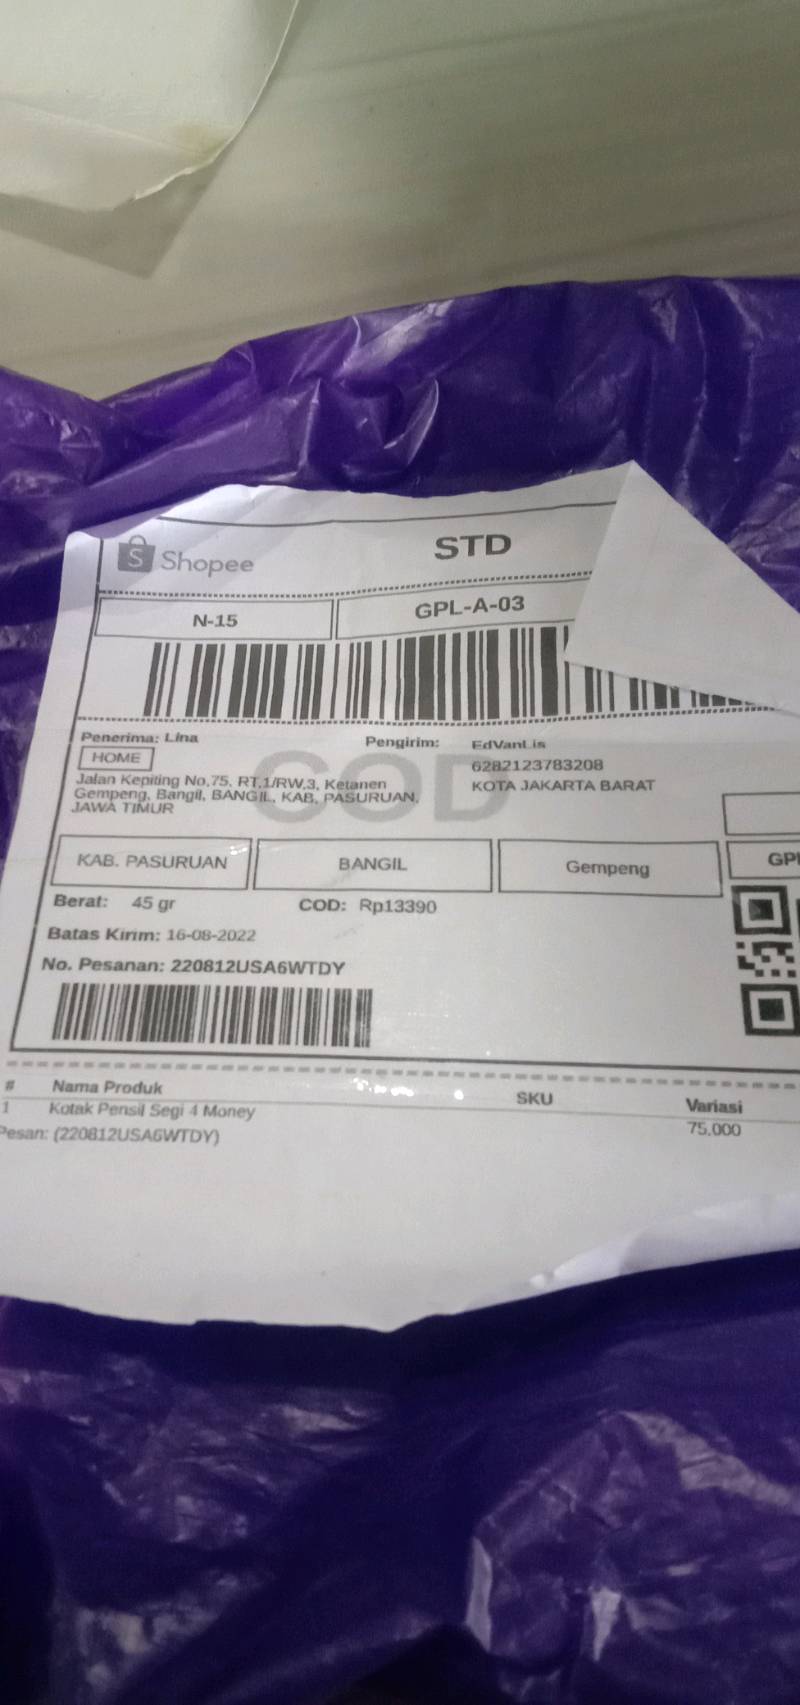 Shopee
STD
N-15
GPL-A-03
Penerima: Lina
Pengirim: EdVanLis
HOME
6282123783208
Jalan Kepiting No,75, RT,1/RW,3, Ketanen
KOTA JAKARTA BARAT
Gempeng, Bangil, BANGIL, KAB, PASURUAN,
JAWA TIMUR
COD
KAB. PASURUAN
BANGIL
Gempeng
GPL
Berat: 45 gr
COD: Rp13390
Batas Kirim: 16-08-2022
No. Pesanan: 220812USA6WTDY
# Nama Produk SKU Variasi
1 Kotak Pensil Segi 4 Money 75.000
Pesan: (220812USA6WTDY)